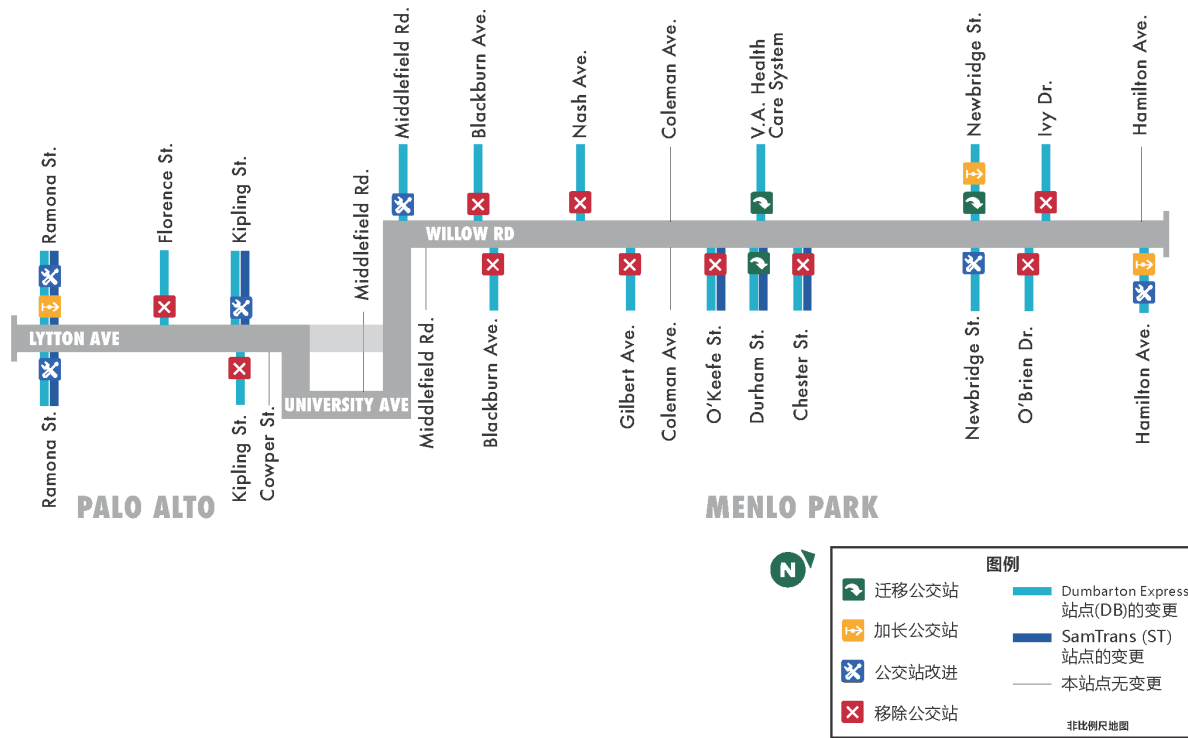 Middlefield Rd.
Blackburn Ave.
Nash Ave.
Coleman Ave.
V.A. Health
Care System
Newbridge St.
Ivy Dr.
Hamilton Ave.
Ramona St.
Florence St.
Kipling St.
Middlefield Rd.
WILLOW RD
LYTTON AVE
UNIVERSITY AVE
Ramona St.
Kipling St.
Cowper St.
Middlefield Rd.
Blackburn Ave.
Gilbert Ave.
Coleman Ave.
O'Keefe St.
Durham St.
Chester St.
Newbridge St.
O'Brien Dr.
Hamilton Ave.
PALO ALTO
MENLO PARK
N
图例
迁移公交站
加长公交站
公交站改进
移除公交站
Dumbarton Express
站点(DB)的变更
SamTrans (ST)
站点的变更
本站点无变更
非比例尺地图